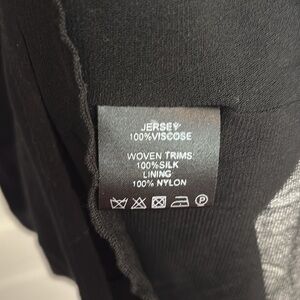 JERSEY
100%VISCOSE
WOVEN TRIMS:
100%SILK
LINING
100% NYLON
P